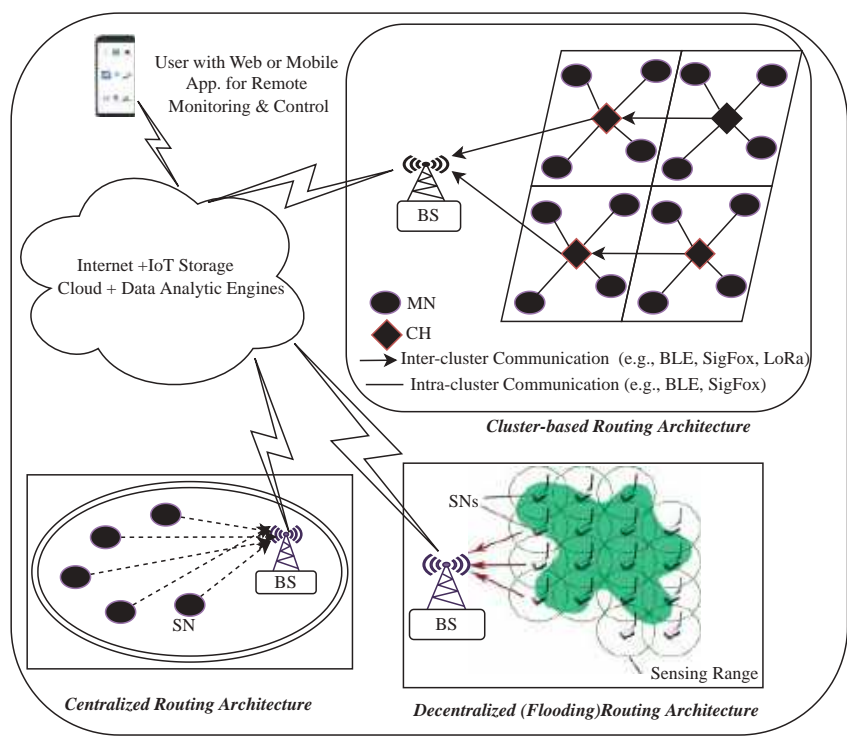 User with Web or Mobile
App. for Remote
Monitoring & Control
BS
Internet +IoT Storage
Cloud + Data Analytic Engines
MN
CH
Inter-cluster Communication (e.g., BLE, SigFox, LoRa)
Intra-cluster Communication (e.g., BLE, SigFox)
Cluster-based Routing Architecture
SNs
BS
SN
BS
Sensing Range
Centralized Routing Architecture
Decentralized (Flooding)Routing Architecture